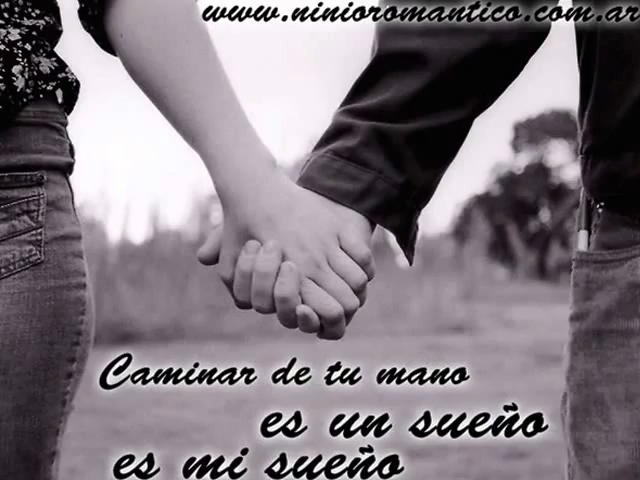 www.ninioromantico.com.ar
Caminar de tu mano
es un sueño
es mi sueño